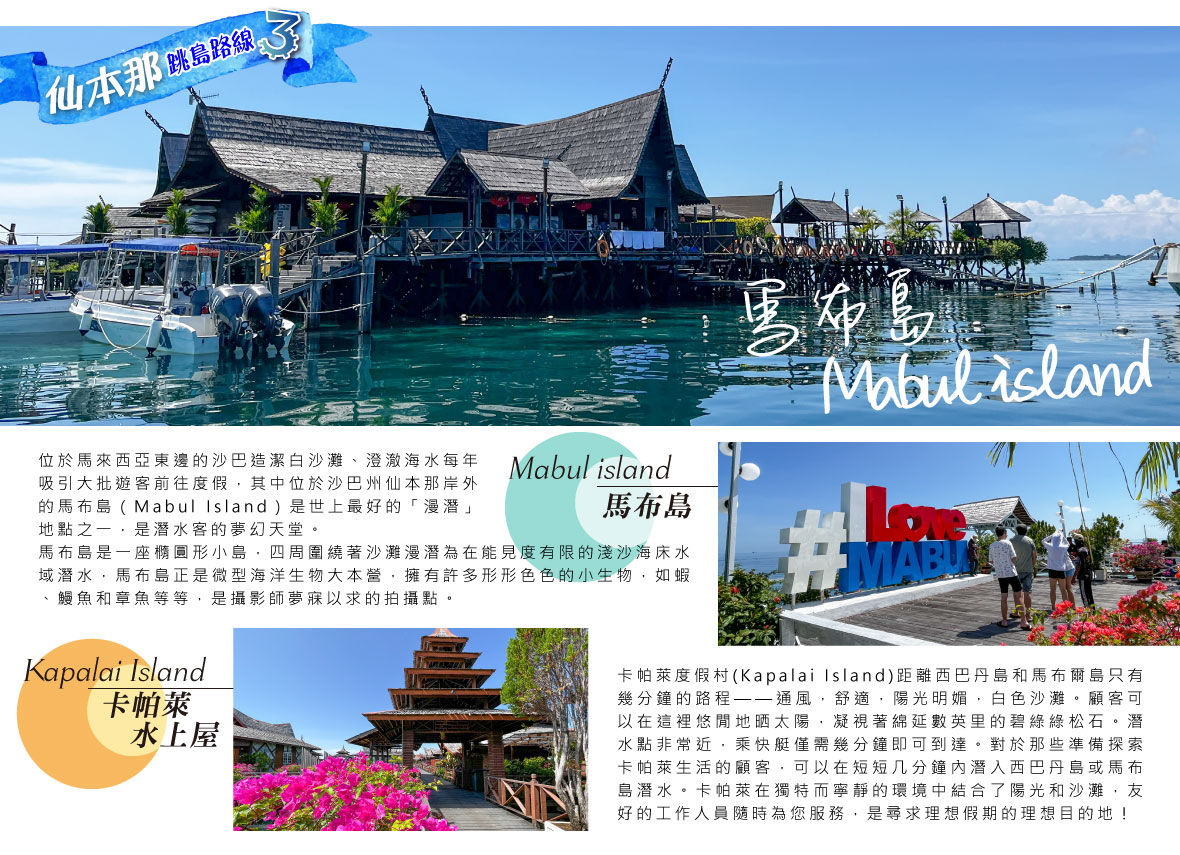 仙本那 跳島路線 3
馬布島
Mabul island
位於馬來西亞東邊的沙巴造潔白沙灘、澄澈海水每年
吸引大批遊客前往度假，其中位於沙巴州仙本那岸外
的馬布島（Mabul Island）是世上最好的「漫潛」
地點之一，是潛水客的夢幻天堂。
馬布島是一座橢圓形小島，四周圍繞著沙灘漫潛為在能見度有限的淺沙海床水
域潛水，馬布島正是微型海洋生物大本營，擁有許多形形色色的小生物，如蝦
、鰻魚和章魚等等，是攝影師夢寐以求的拍攝點。
Mabul island
馬布島
#I Love
MABUL
Kapalai Island
卡帕萊
水上屋
卡帕萊度假村(Kapalai Island)距離西巴丹島和馬布爾島只有
幾分鐘的路程——通風，舒適，陽光明媚，白色沙灘。顧客可
以在這裡悠閒地晒太陽，凝視著綿延數英里的碧綠綠松石。潛
水點非常近，乘快艇僅需幾分鐘即可到達。對於那些準備探索
卡帕萊生活的顧客，可以在短短几分鐘內潛入西巴丹島或馬布
島潛水。卡帕萊在獨特而寧靜的環境中結合了陽光和沙灘，友
好的工作人員隨時為您服務，是尋求理想假期的理想目的地！